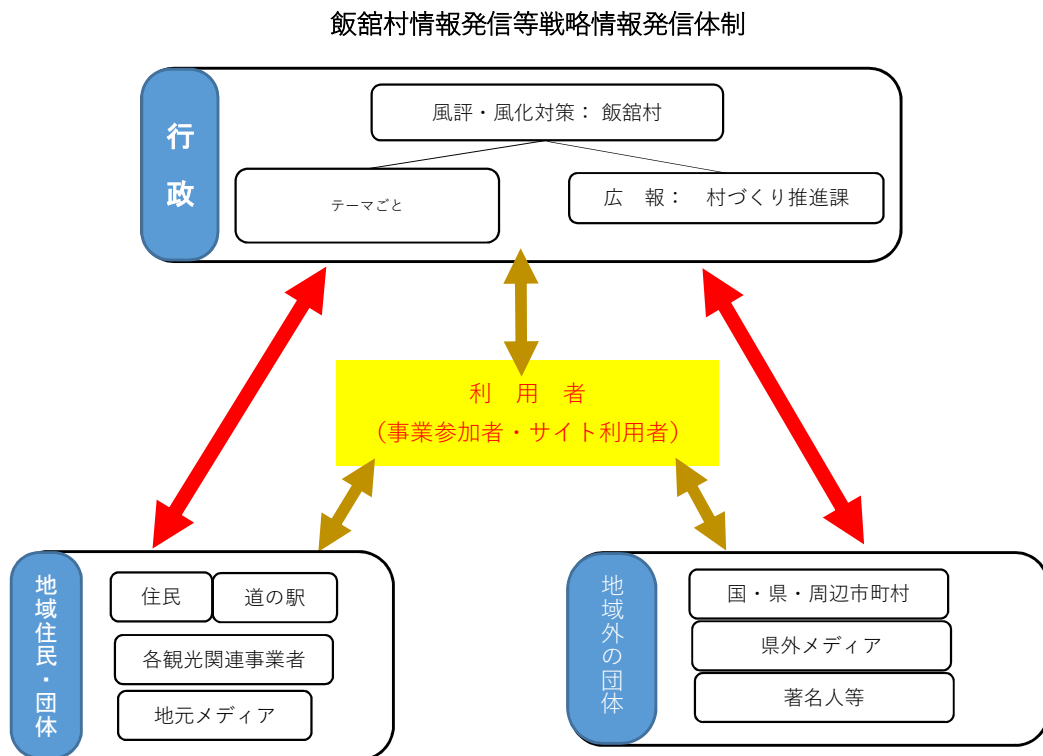 飯舘村情報発信等戦略情報発信体制
行政
風評・風化対策： 飯舘村
テーマごと
広　報：　村づくり推進課
利　用　者
（事業参加者・サイト利用者）
地域住民・団体
住民
道の駅
各観光関連事業者
地元メディア
地域外の団体
国・県・周辺市町村
県外メディア
著名人等